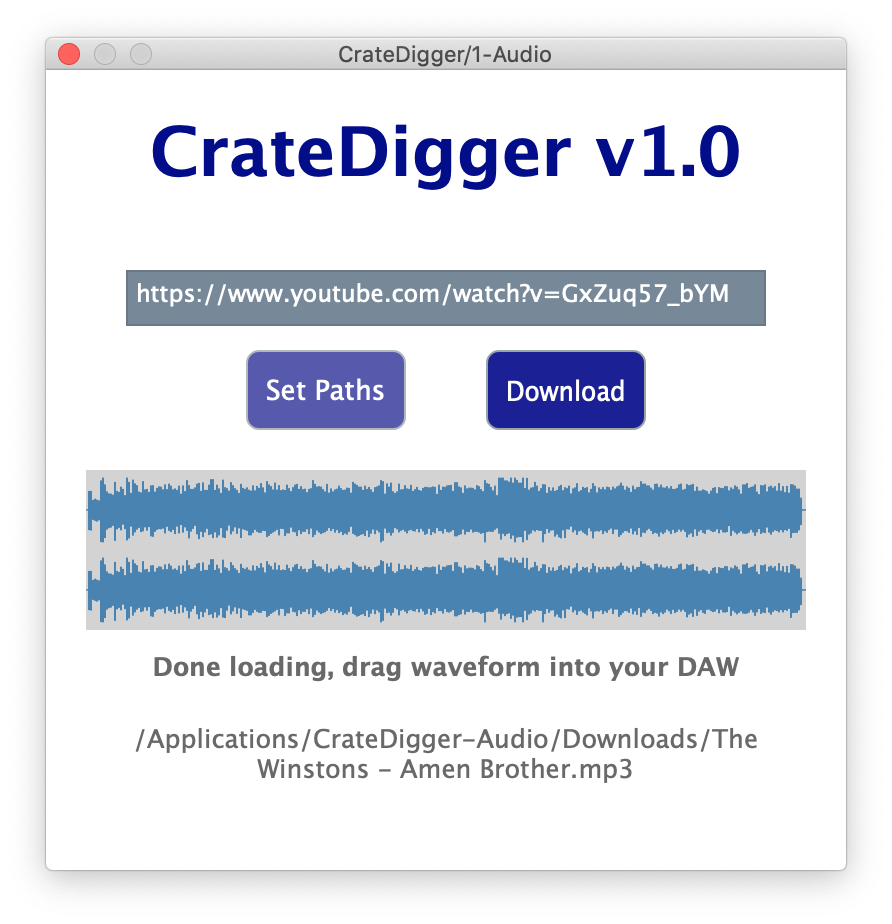 CrateDigger/1-Audio
CrateDigger v1.0
https://www.youtube.com/watch?v=GxZuq57_bYM
Set Paths
Download
Done loading, drag waveform into your DAW
/Applications/CrateDigger-Audio/Downloads/The
Winstons - Amen Brother.mp3